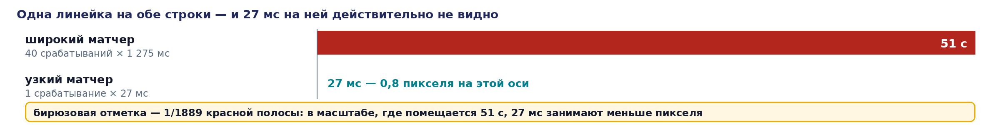 Одна линейка на обе строки — и 27 мс на ней действительно не видно
широкий матчер
40 срабатываний × 1 275 мс
51 с
узкий матчер
1 срабатывание × 27 мс
27 мс — 0,8 пикселя на этой оси
бирюзовая отметка — 1/1889 красной полосы: в масштабе, где помещается 51 с, 27 мс занимают меньше пикселя